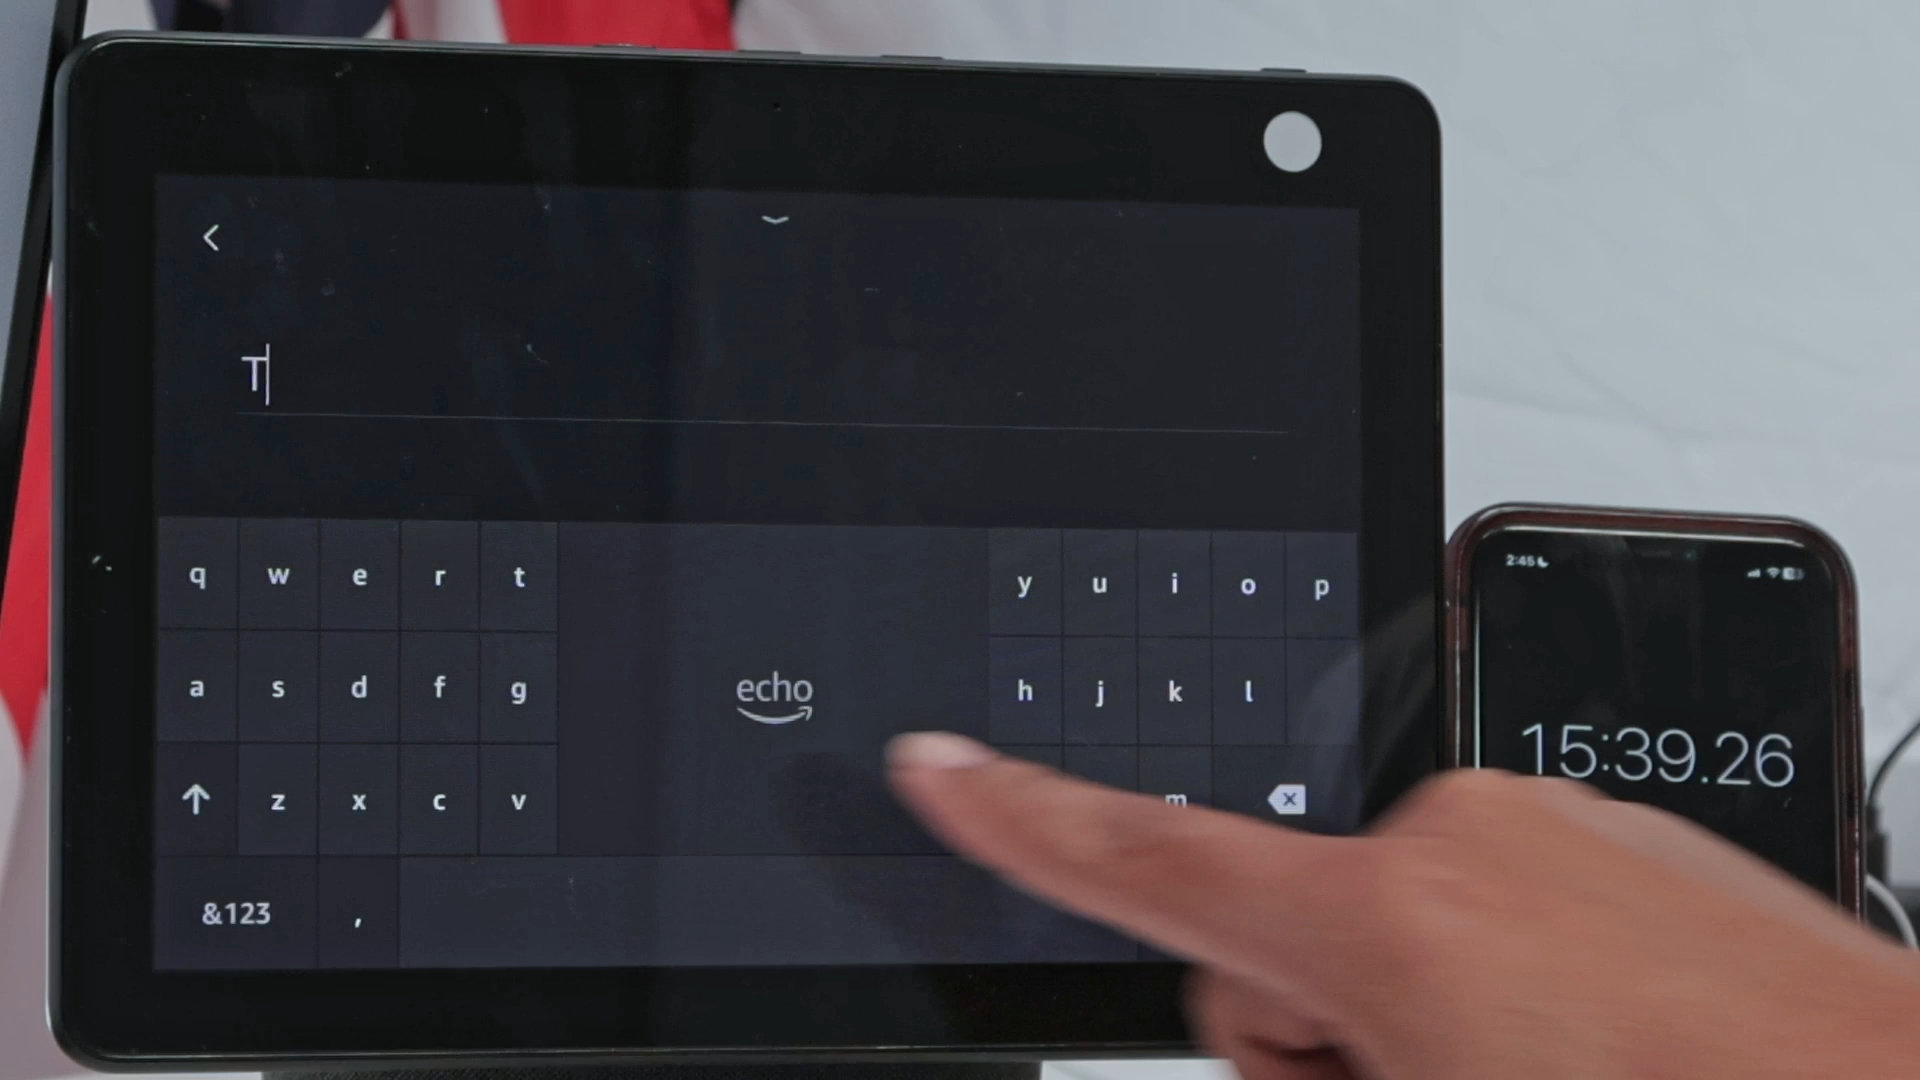 T
q w e r t y u i o p
a s d f g h j k l
echo
z x c v m
&123 ,
2:45
15:39.26